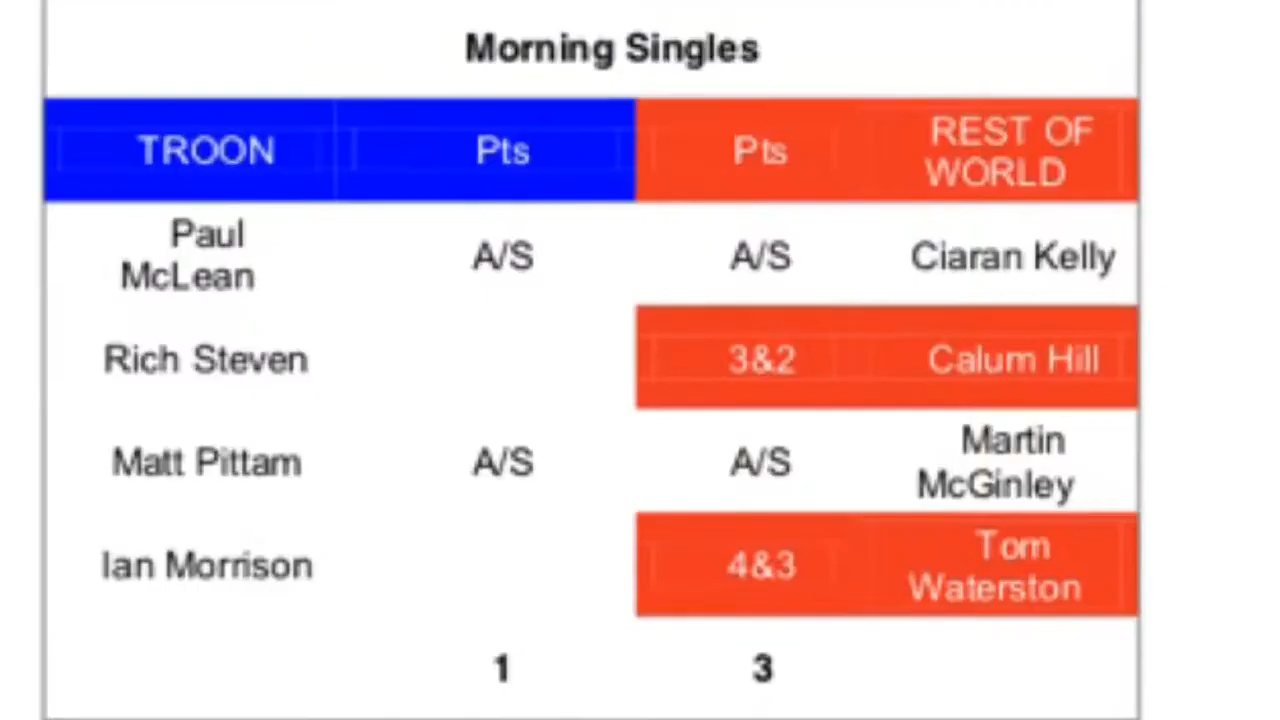 Morning Singles
TROON Pts Pts REST OF
WORLD
Paul
McLean A/S A/S Ciaran Kelly
Rich Steven 3&2 Calum Hill
Matt Pittam A/S A/S Martin
McGinley
Ian Morrison 4&3 Tom
Waterston
1 3